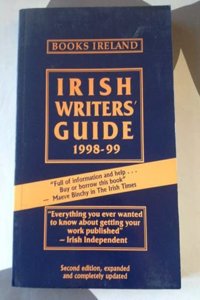 BOOKS IRELAND
IRISH
WRITERS'
GUIDE
1998-99
"Full of information and help . . .
Buy or borrow this book"
— Maeve Binchy in The Irish Times
"Everything you ever wanted
to know about getting your
work published"
— Irish Independent
Second edition, expanded
and completely updated